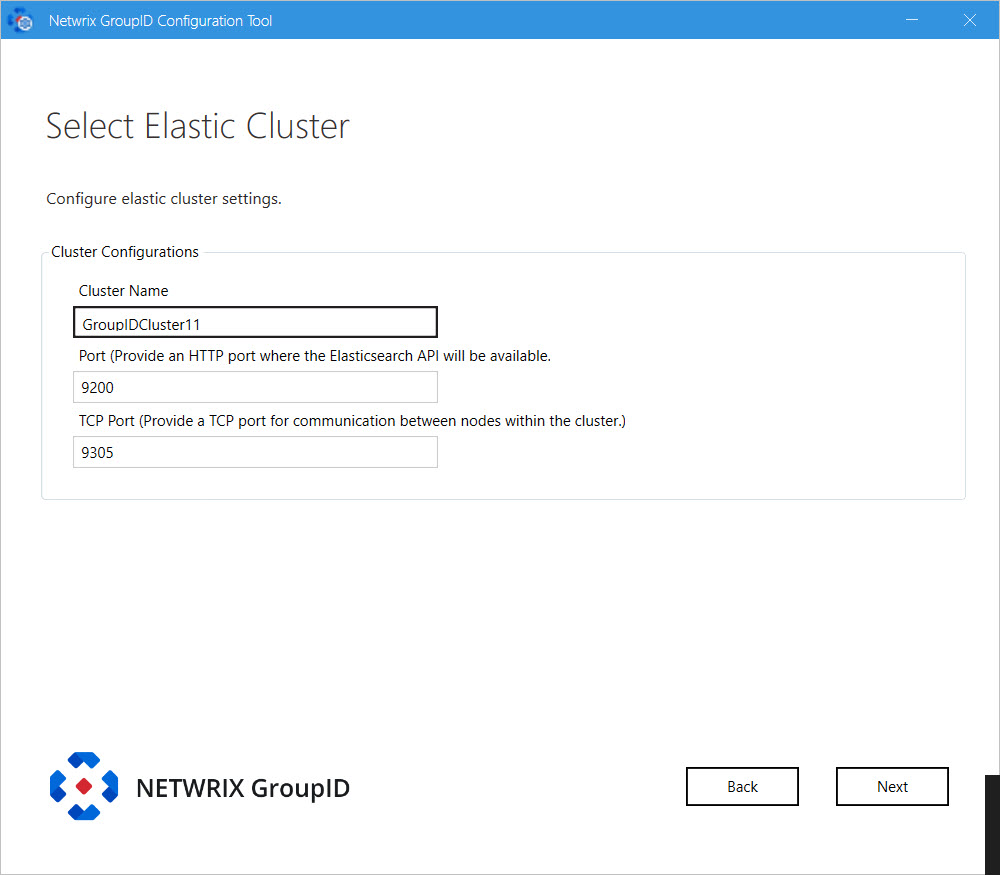 Netwrix GroupID Configuration Tool
Select Elastic Cluster
Configure elastic cluster settings.
Cluster Configurations
Cluster Name
GroupIDCluster11
Port (Provide an HTTP port where the Elasticsearch API will be available.
9200
TCP Port (Provide a TCP port for communication between nodes within the cluster.)
9305
NETWRIX GroupID
Back
Next